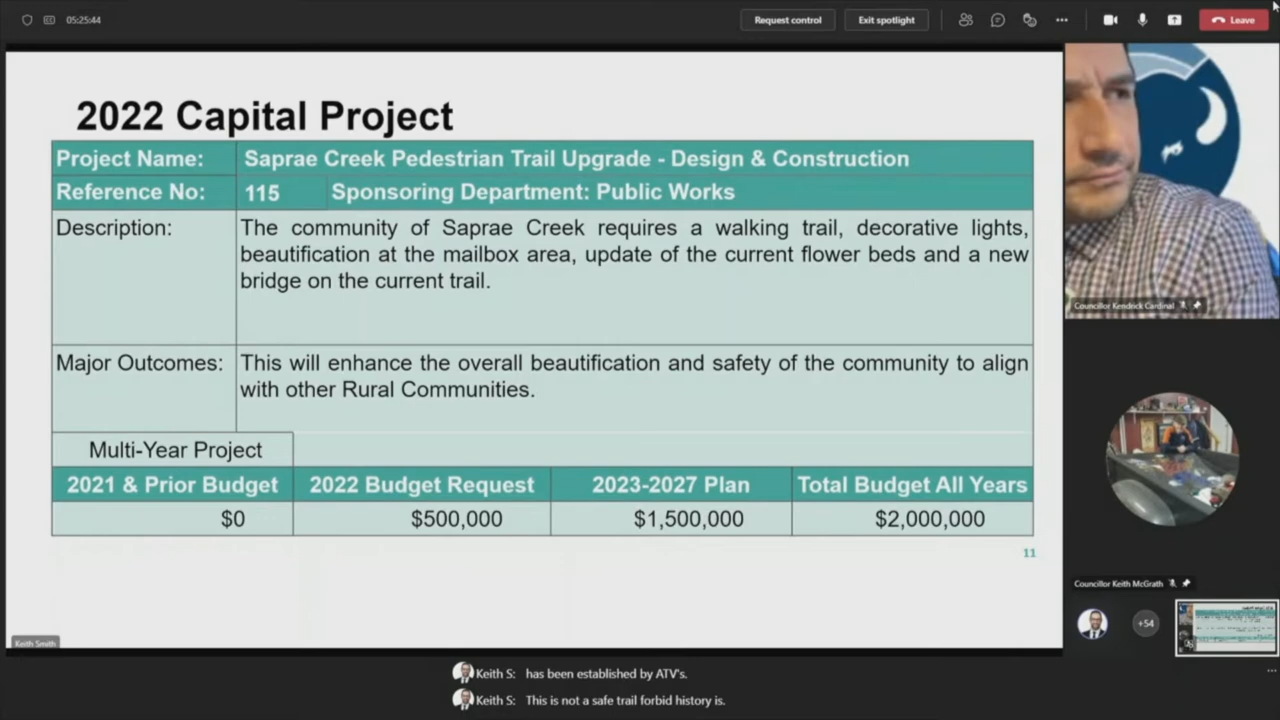 05:25:44
Request control
Exit spotlight
Leave
2022 Capital Project
Project Name: Saprae Creek Pedestrian Trail Upgrade - Design & Construction
Reference No: 115 Sponsoring Department: Public Works
Description: The community of Saprae Creek requires a walking trail, decorative lights,
beautification at the mailbox area, update of the current flower beds and a new
bridge on the current trail.
Major Outcomes: This will enhance the overall beautification and safety of the community to align
with other Rural Communities.
Multi-Year Project
2021 & Prior Budget 2022 Budget Request 2023-2027 Plan Total Budget All Years
$0 $500,000 $1,500,000 $2,000,000
11
Keith Smith
Councillor Kendrick Cardinal
Councillor Keith McGrath
+54
Keith S: has been established by ATV's.
Keith S: This is not a safe trail forbid history is.